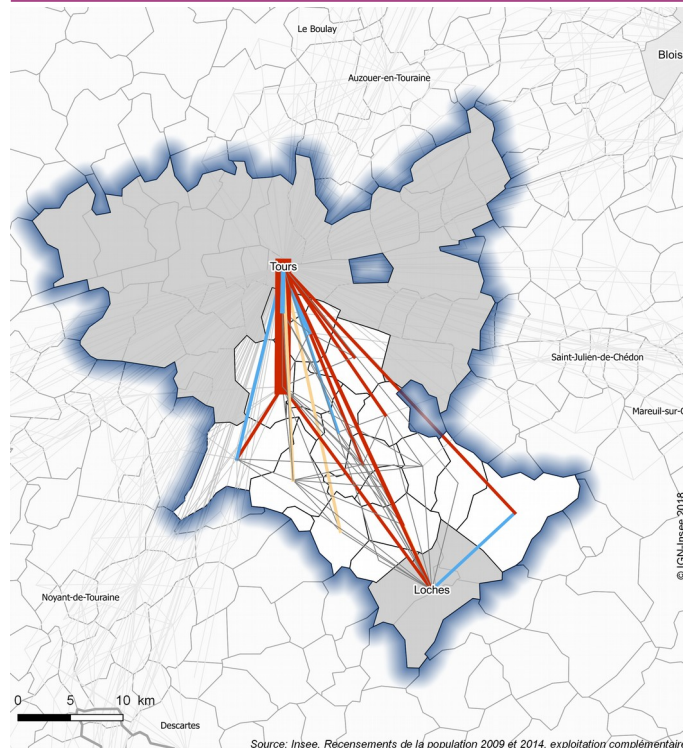 Le Boulay
Blois
Auzouer-en-Touraine
Tours
Saint-Julien-de-Chédon
Mareuil-sur-C
© IGN-Insee 2018
Loches
Noyant-de-Touraine
0 5 10 km
Descartes
Source: Insee, Recensements de la population 2009 et 2014, exploitation complémentaire